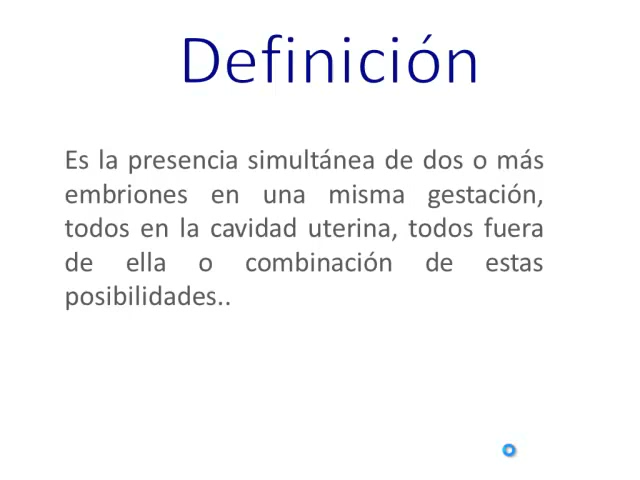 Definición
Es la presencia simultánea de dos o más
embriones en una misma gestación,
todos en la cavidad uterina, todos fuera
de ella o combinación de estas
posibilidades..